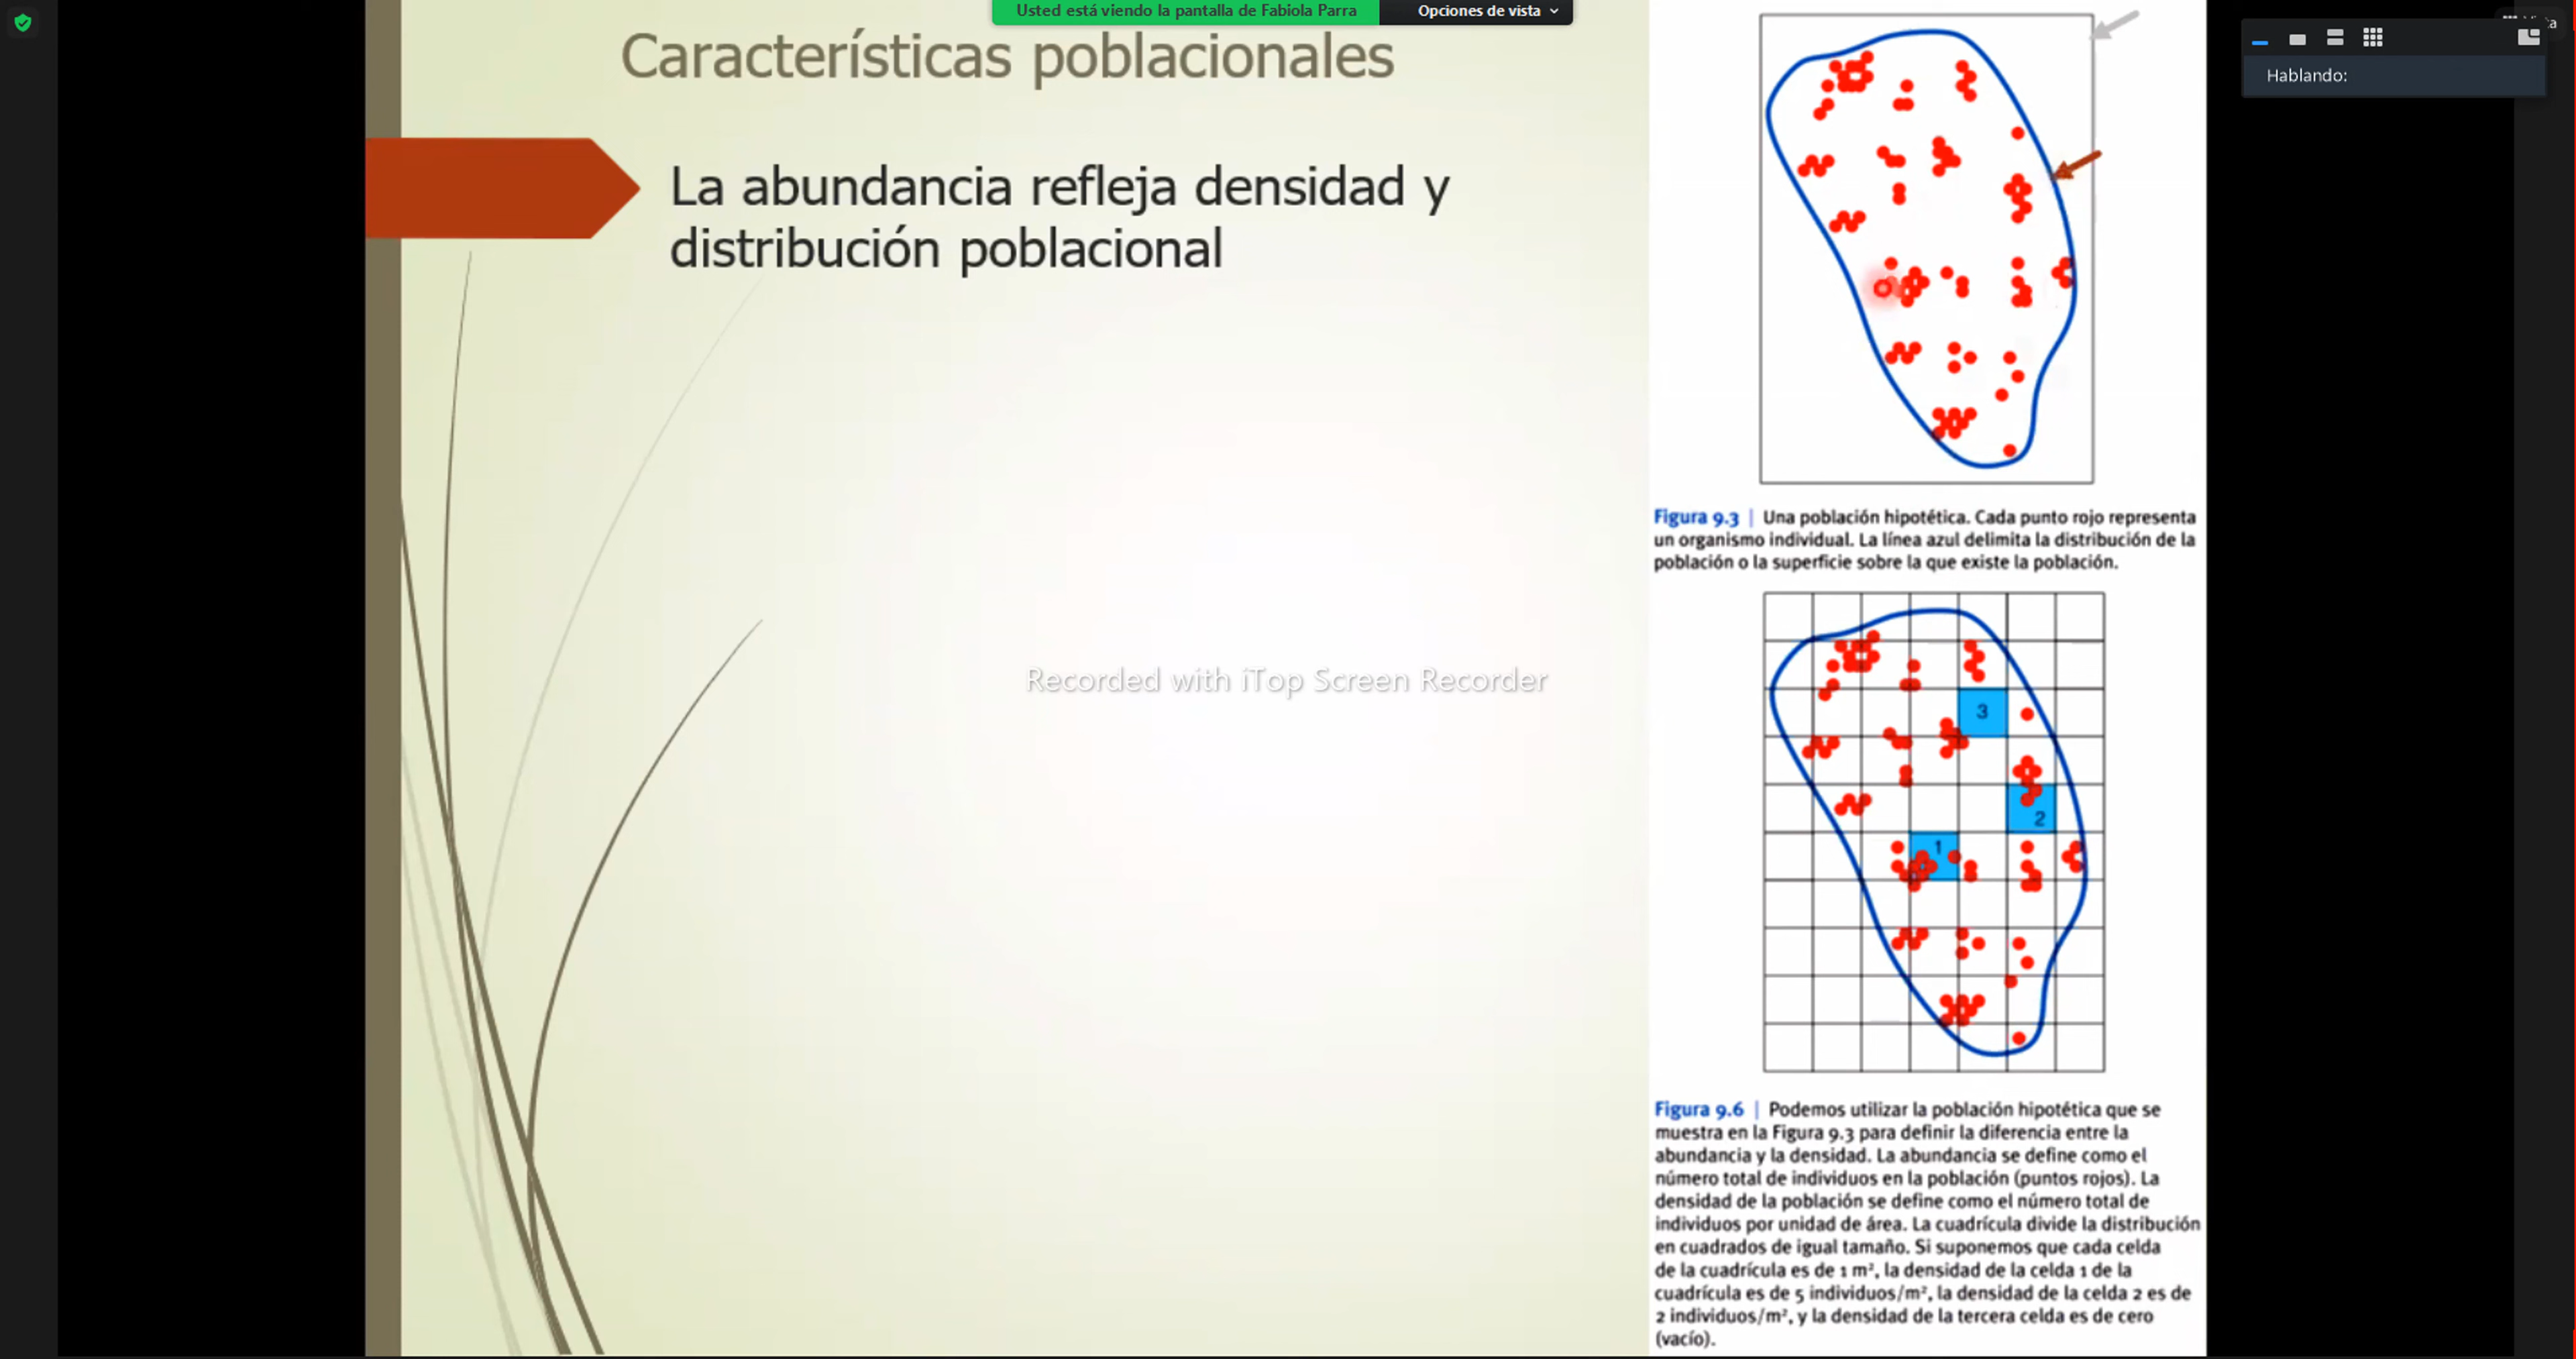 Usted está viendo la pantalla de Fabiola Parra
Opciones de vista
Hablando:
Características poblacionales
La abundancia refleja densidad y
distribución poblacional
Figura 9.3 | Una población hipotética. Cada punto rojo representa
un organismo individual. La línea azul delimita la distribución de la
población o la superficie sobre la que existe la población.
3
2
1
Recorded with iTop Screen Recorder
Figura 9.6 | Podemos utilizar la población hipotética que se
muestra en la Figura 9.3 para definir la diferencia entre la
abundancia y la densidad. La abundancia se define como el
número total de individuos en la población (puntos rojos). La
densidad de la población se define como el número total de
individuos por unidad de área. La cuadrícula divide la distribución
en cuadrados de igual tamaño. Si suponemos que cada celda
de la cuadrícula es de 1 m², la densidad de la celda 1 de la
cuadrícula es de 5 individuos/m², la densidad de la celda 2 es de
2 individuos/m², y la densidad de la tercera celda es de cero
(vacío).